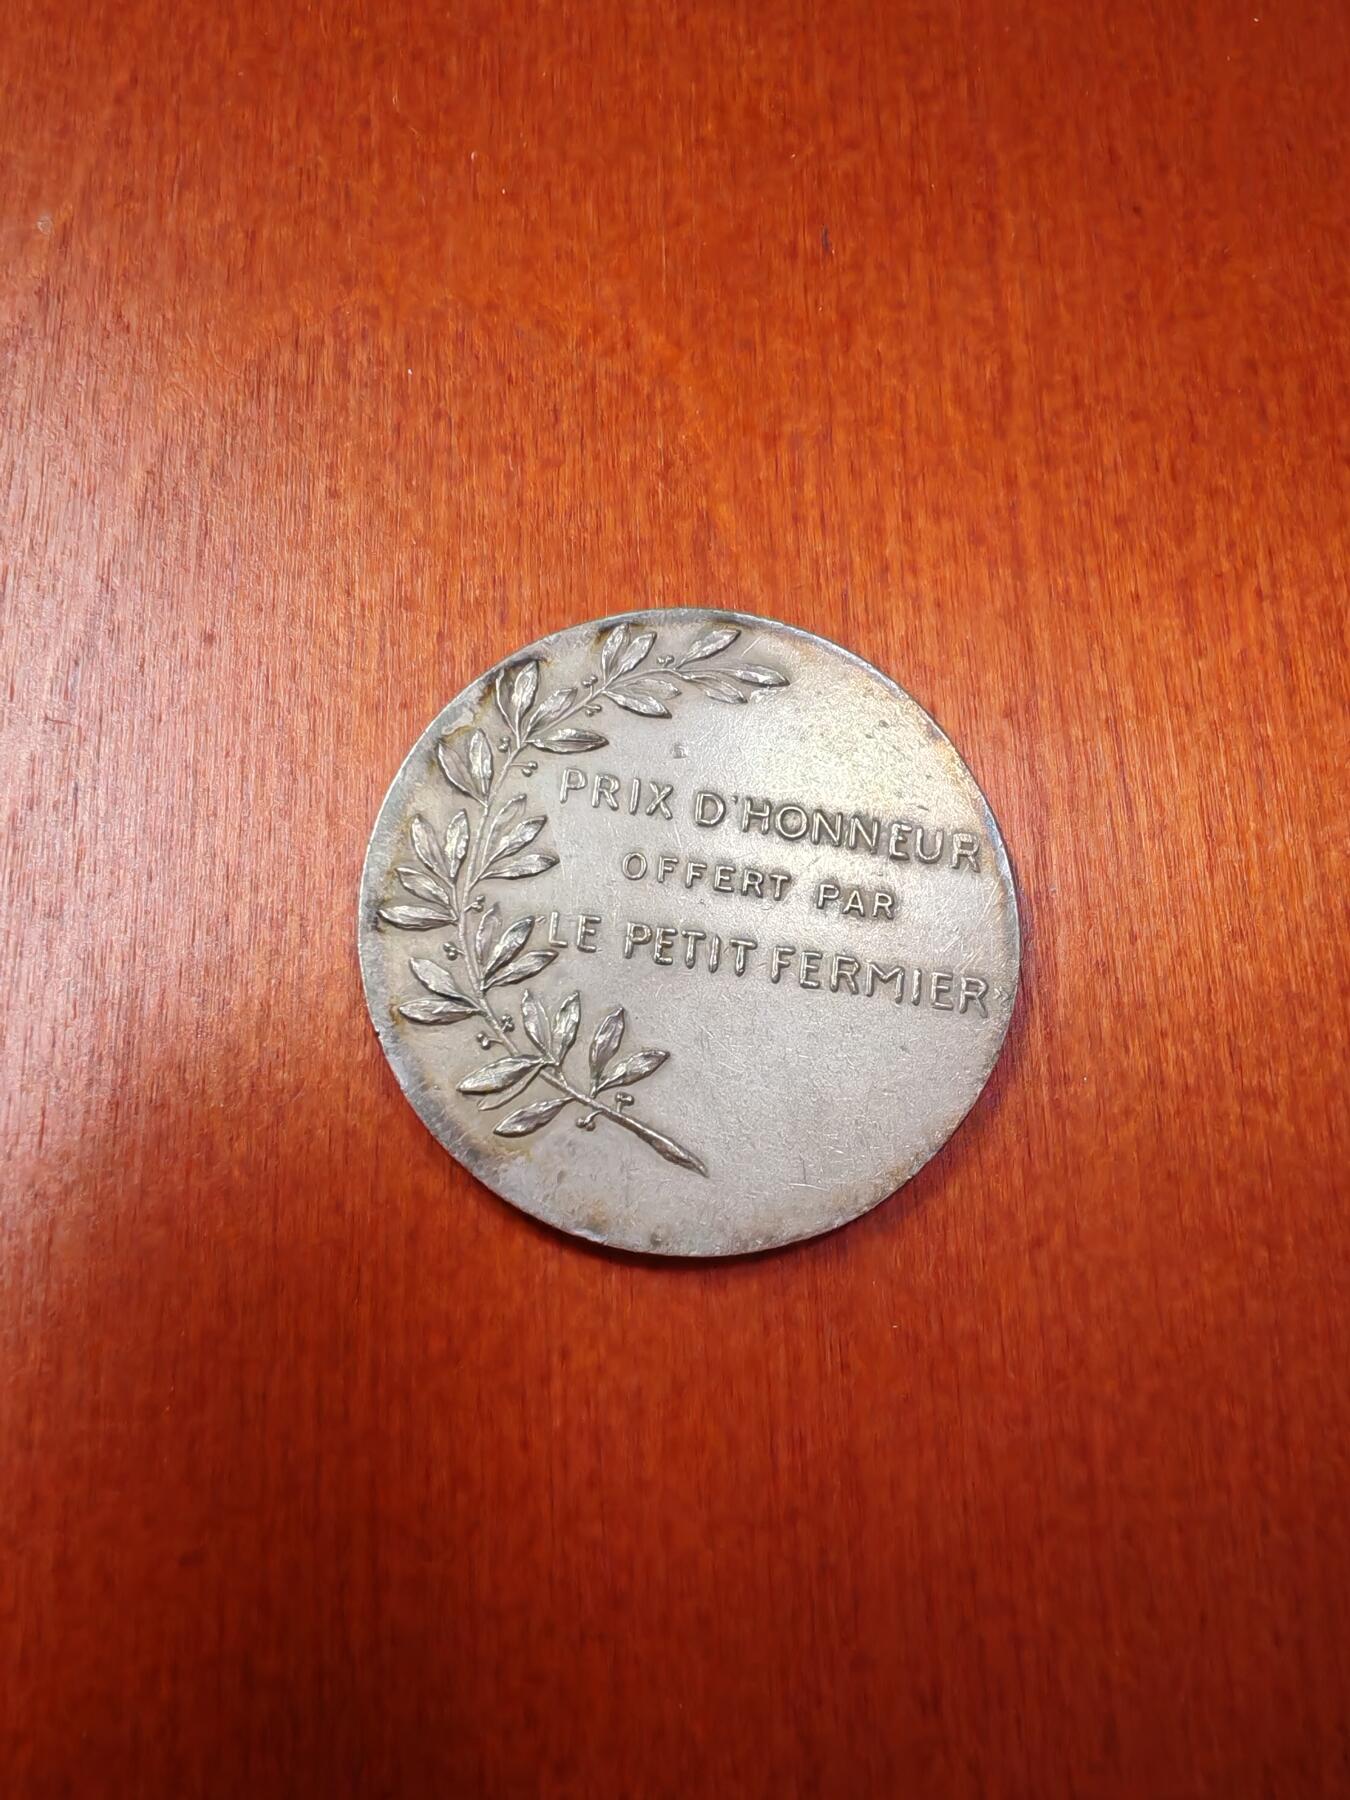 PRIX D'HONNEUR
OFFERT PAR
"LE PETIT FERMIER"